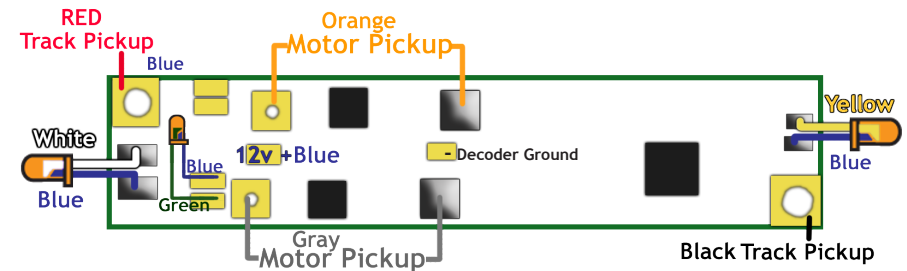 RED
Track Pickup
Orange
Motor Pickup
Blue
White
Blue
Blue
Green
12v +Blue
- Decoder Ground
Yellow
Blue
Gray
Motor Pickup
Black Track Pickup